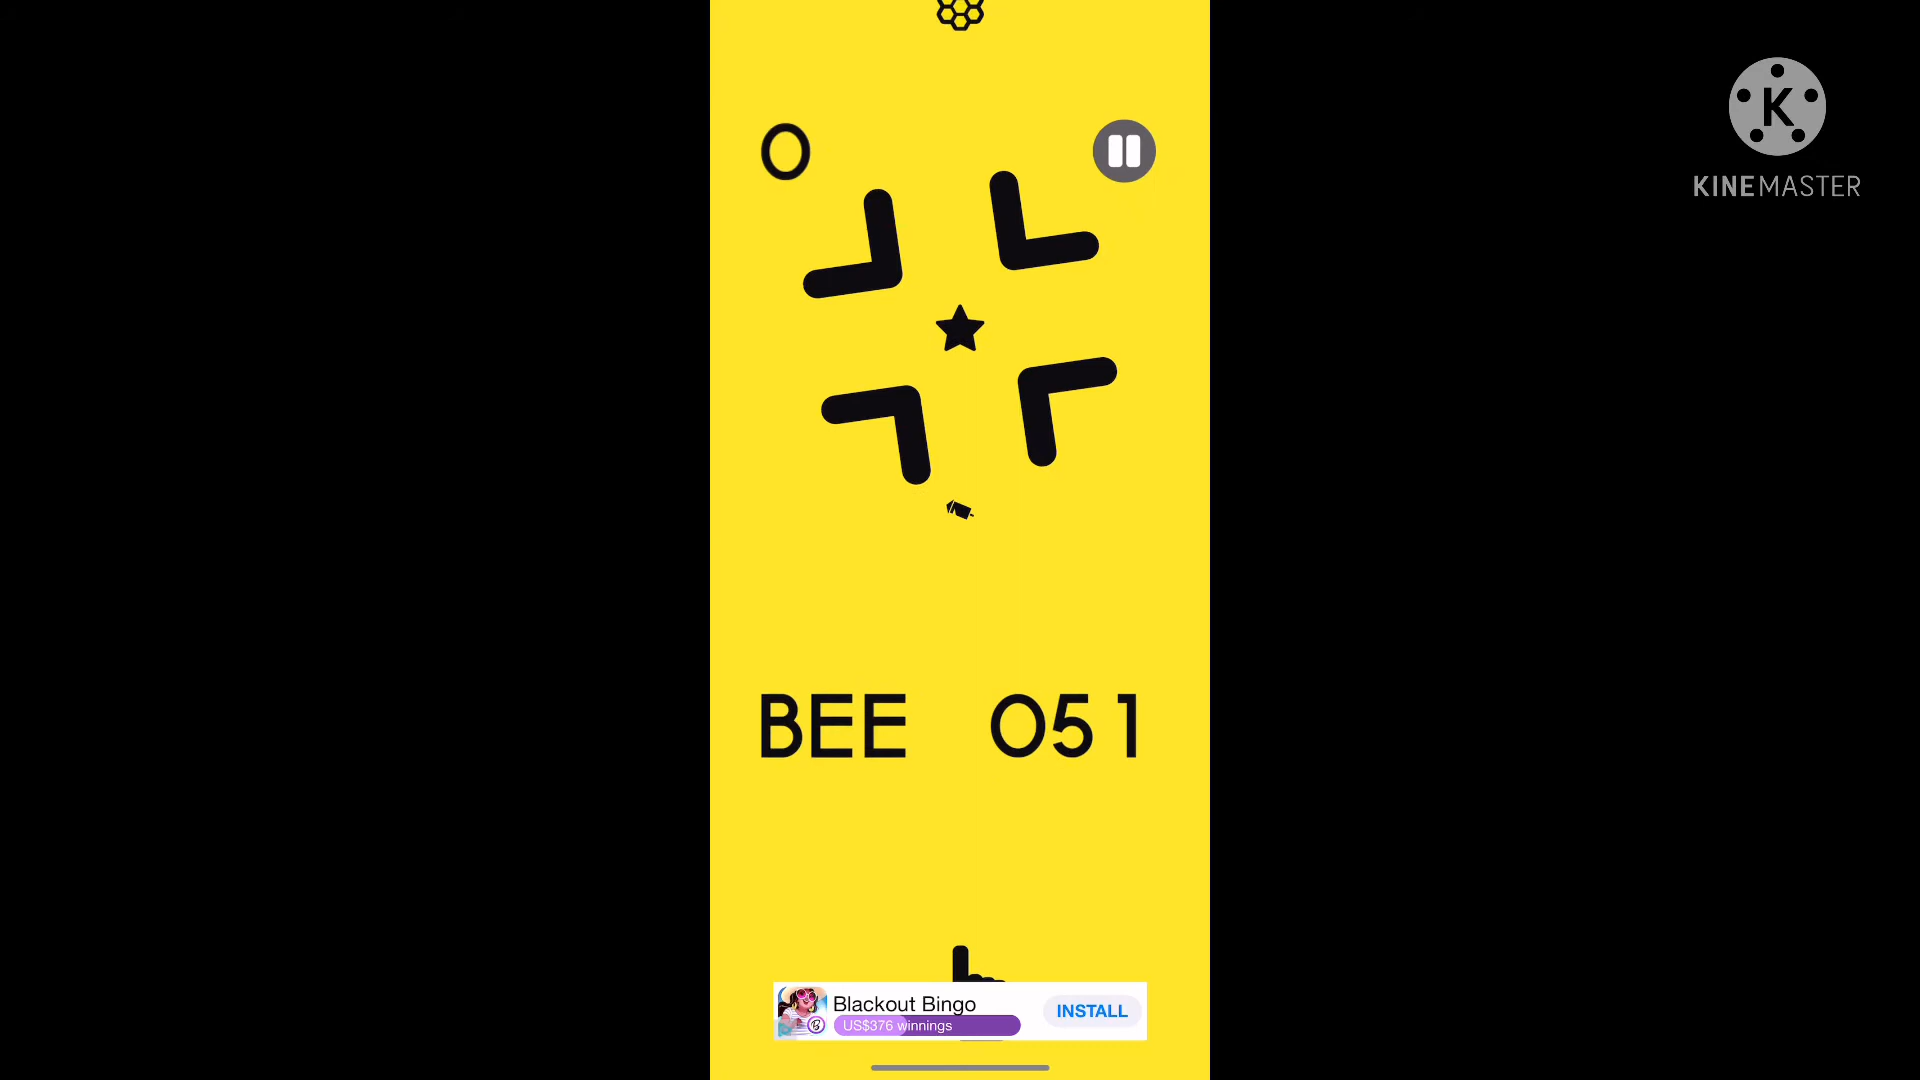 0
K
KINEMASTER
BEE 051
Blackout Bingo
US$376 winnings
INSTALL